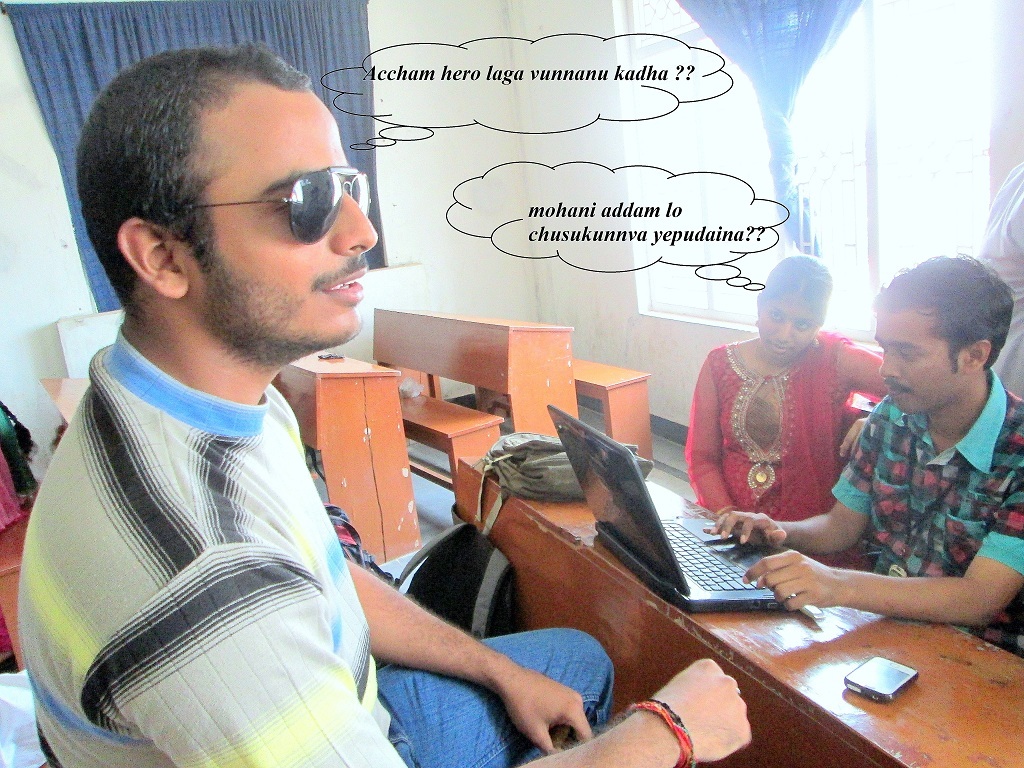 Accham hero laga vunnanu kadha ??
mohani addam lo
chusukunnva yepudaina??